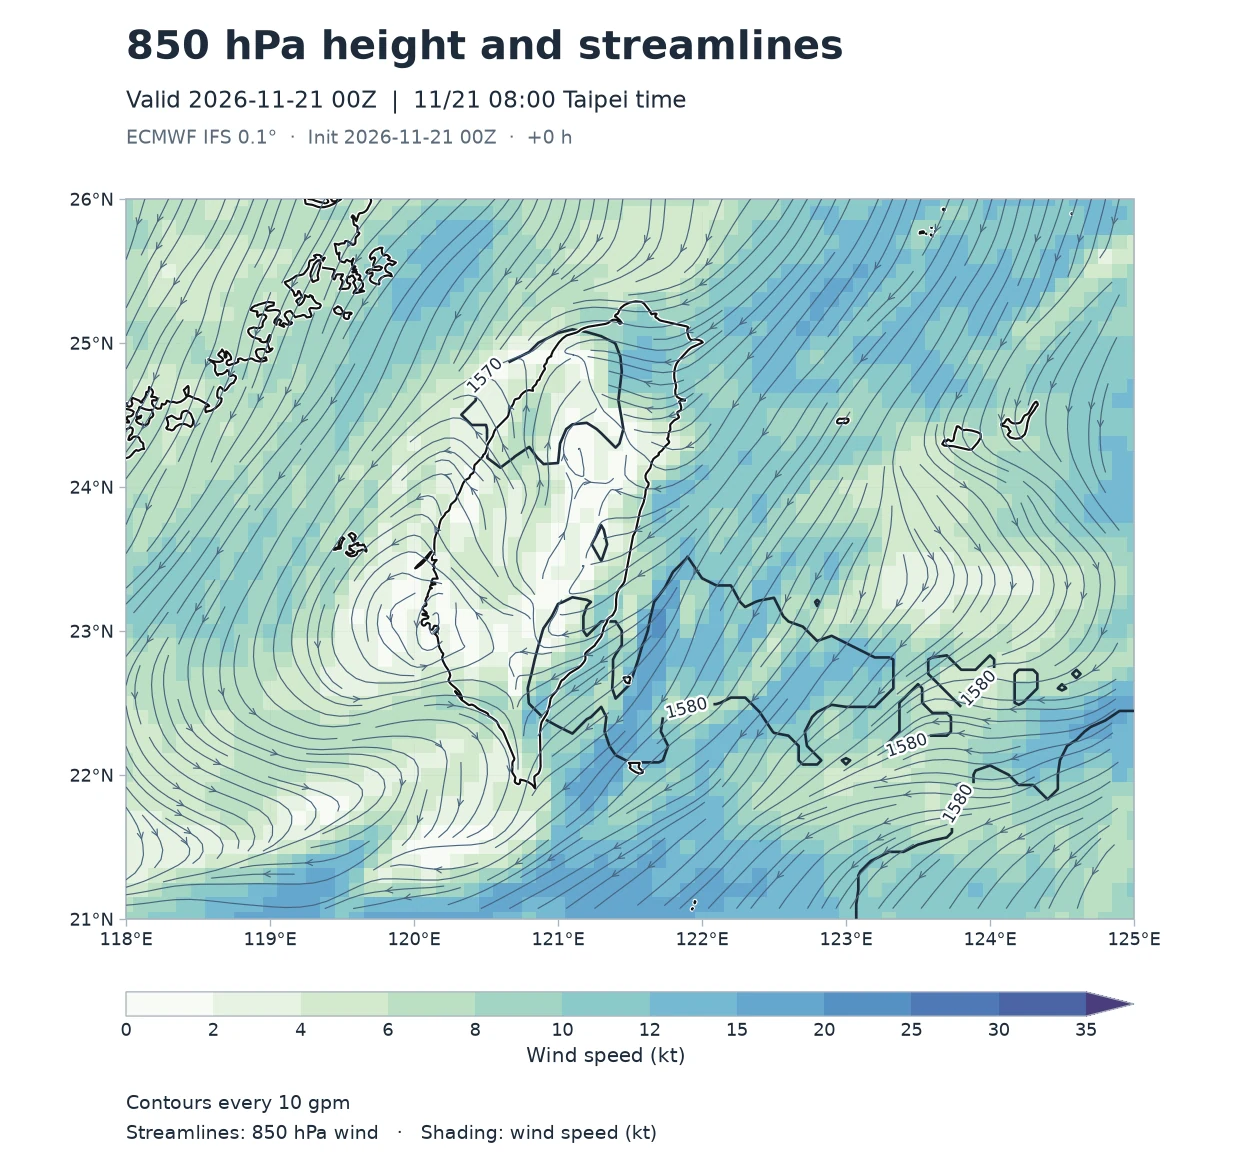 850 hPa height and streamlines
Valid 2026-11-21 00Z | 11/21 08:00 Taipei time
ECMWF IFS 0.1° · Init 2026-11-21 00Z · +0 h
26°N
25°N
24°N
23°N
22°N
21°N
1570
1580
1580
1580
1580
118°E 119°E 120°E 121°E 122°E 123°E 124°E 125°E
0 2 4 6 8 10 12 15 20 25 30 35
Wind speed (kt)
Contours every 10 gpm
Streamlines: 850 hPa wind · Shading: wind speed (kt)